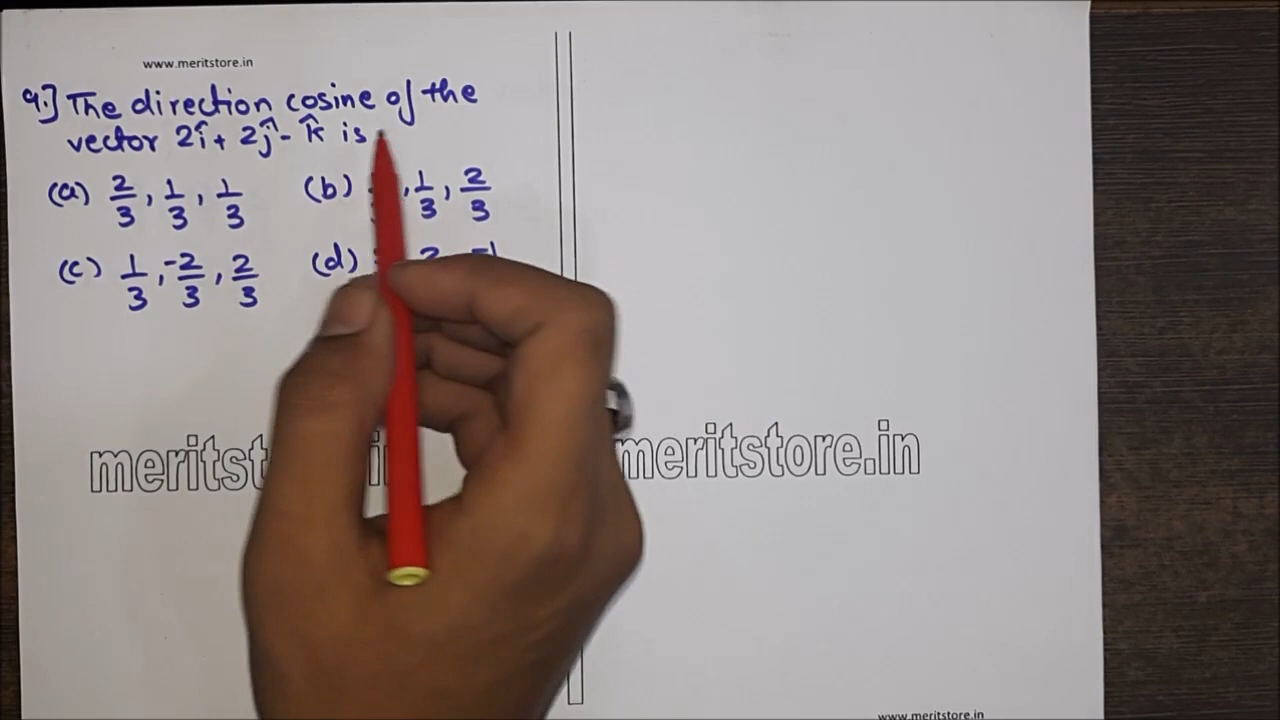 www.meritstore.in
9.] The direction cosine of the
vector 2î + 2ĵ - k̂ is
(a) 2/3, 1/3, 1/3 (b) , 1/3, 2/3
(c) 1/3, -2/3, 2/3 (d)
meritstore.in
www.meritstore.in